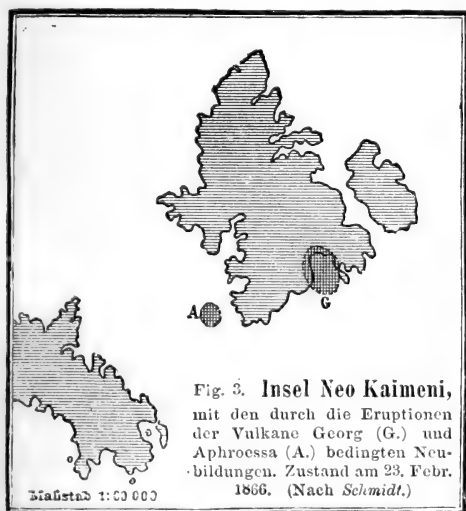 A
G
Fig. 3. Insel Neo Kaimeni,
mit den durch die Eruptionen
der Vulkane Georg (G.) und
Aphroessa (A.) bedingten Neu-
bildungen. Zustand am 23. Febr.
1866. (Nach Schmidt.)
Maßstab